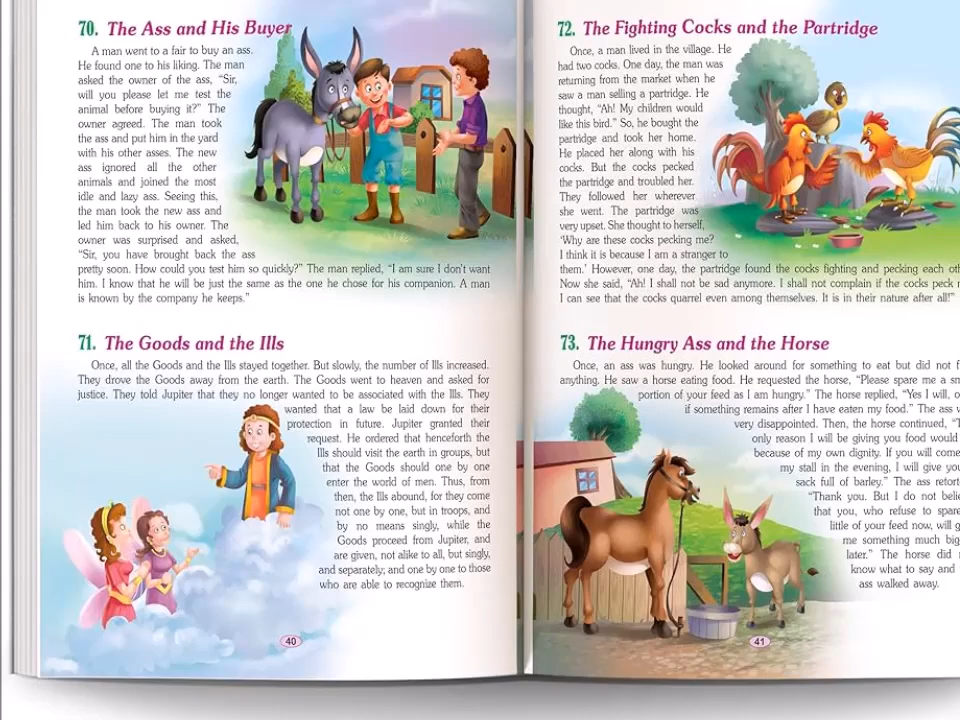 70. The Ass and His Buyer
A man went to a fair to buy an ass.
He found one to his liking. The man
asked the owner of the ass, “Sir,
will you please let me test the
animal before buying it?” The
owner agreed. The man took
the ass and put him in the yard
with his other asses. The new
ass ignored all the other
animals and joined the most
idle and lazy ass. Seeing this,
the man took the new ass and
led him back to his owner. The
owner was surprised and asked,
“Sir, you have brought back the ass
pretty soon. How could you test him so quickly?” The man replied, “I am sure I don’t want
him. I know that he will be just the same as the one he chose for his companion. A man
is known by the company he keeps.”
71. The Goods and the Ills
Once, all the Goods and the Ills stayed together. But slowly, the number of Ills increased.
They drove the Goods away from the earth. The Goods went to heaven and asked for
justice. They told Jupiter that they no longer wanted to be associated with the Ills. They
wanted that a law be laid down for their
protection in future. Jupiter granted their
request. He ordered that henceforth the
Ills should visit the earth in groups, but
that the Goods should one by one
enter the world of men. Thus, from
then, the Ills abound, for they come
not one by one, but in troops, and
by no means singly, while the
Goods proceed from Jupiter, and
are given, not alike to all, but singly,
and separately; and one by one to those
who are able to recognize them.
40
72. The Fighting Cocks and the Partridge
Once, a man lived in the village. He
had two cocks. One day, the man was
returning from the market when he
saw a man selling a partridge. He
thought, “Ah! My children would
like this bird.” So, he bought the
partridge and took her home.
He placed her along with his
cocks. But the cocks pecked
the partridge and troubled her.
They followed her wherever
she went. The partridge was
very upset. She thought to herself,
‘Why are these cocks pecking me?
I think it is because I am a stranger to
them.’ However, one day, the partridge found the cocks fighting and pecking each
Now she said, “Ah! I shall not be sad anymore. I shall not complain if the cocks peck
I can see that the cocks quarrel even among themselves. It is in their nature after all!”
73. The Hungry Ass and the Horse
Once, an ass was hungry. He looked around for something to eat but did not
anything. He saw a horse eating food. He requested the horse, “Please spare me a
portion of your feed as I am hungry.” The horse replied, “Yes I will,
if something remains after I have eaten my food.” The ass
very disappointed. Then, the horse continued,
only reason I will be giving you food would
because of my own dignity. If you will come
my stall in the evening, I will give
sack full of barley.” The ass
“Thank you. But I do not
that you, who refuse to spare
little of your feed now, will
me something much
later.” The horse did
know what to say and
ass walked away.
41